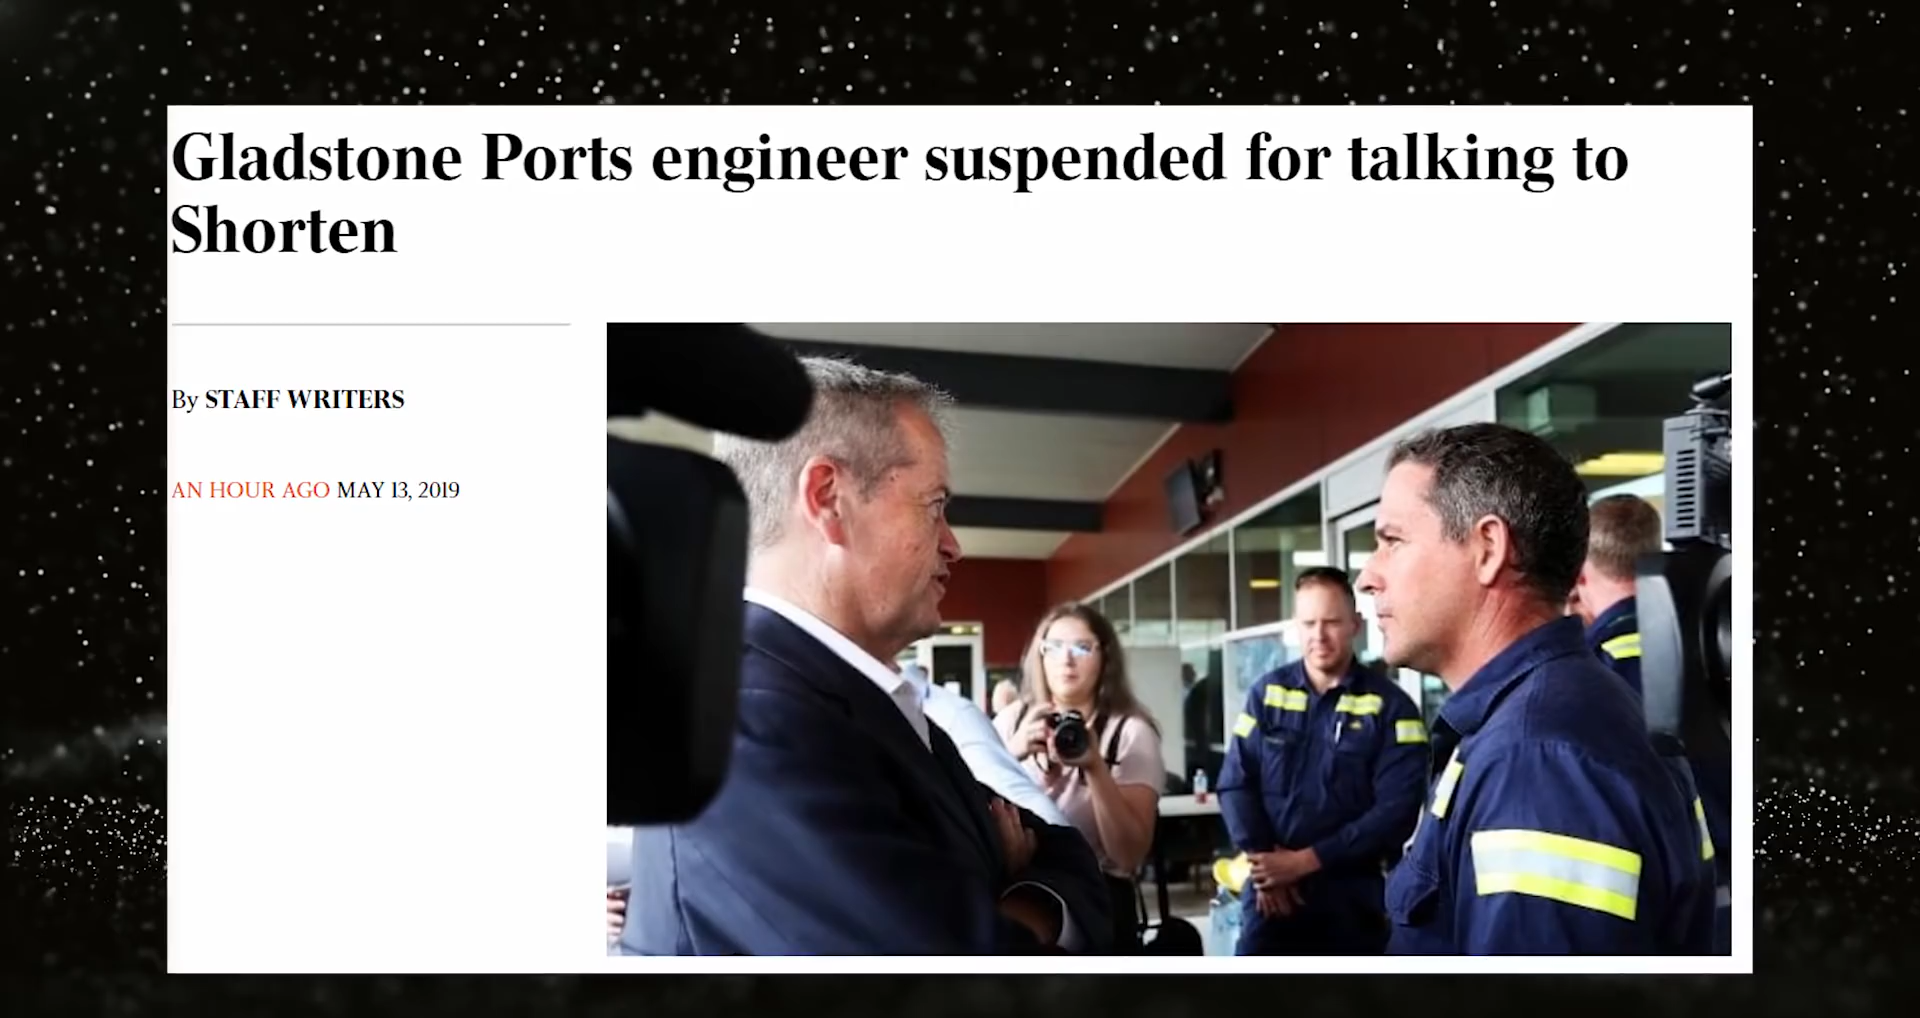 Gladstone Ports engineer suspended for talking to
Shorten
By STAFF WRITERS
AN HOUR AGO MAY 13, 2019